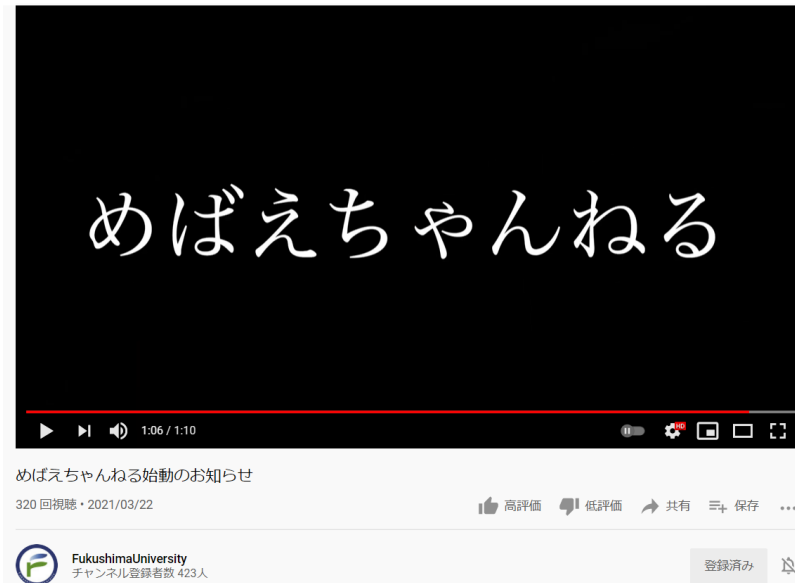 めばえちゃんねる
1:06 / 1:10
HD
めばえちゃんねる始動のお知らせ
320 回視聴・2021/03/22
高評価 低評価 共有 保存
FukushimaUniversity
チャンネル登録者数 423人
登録済み